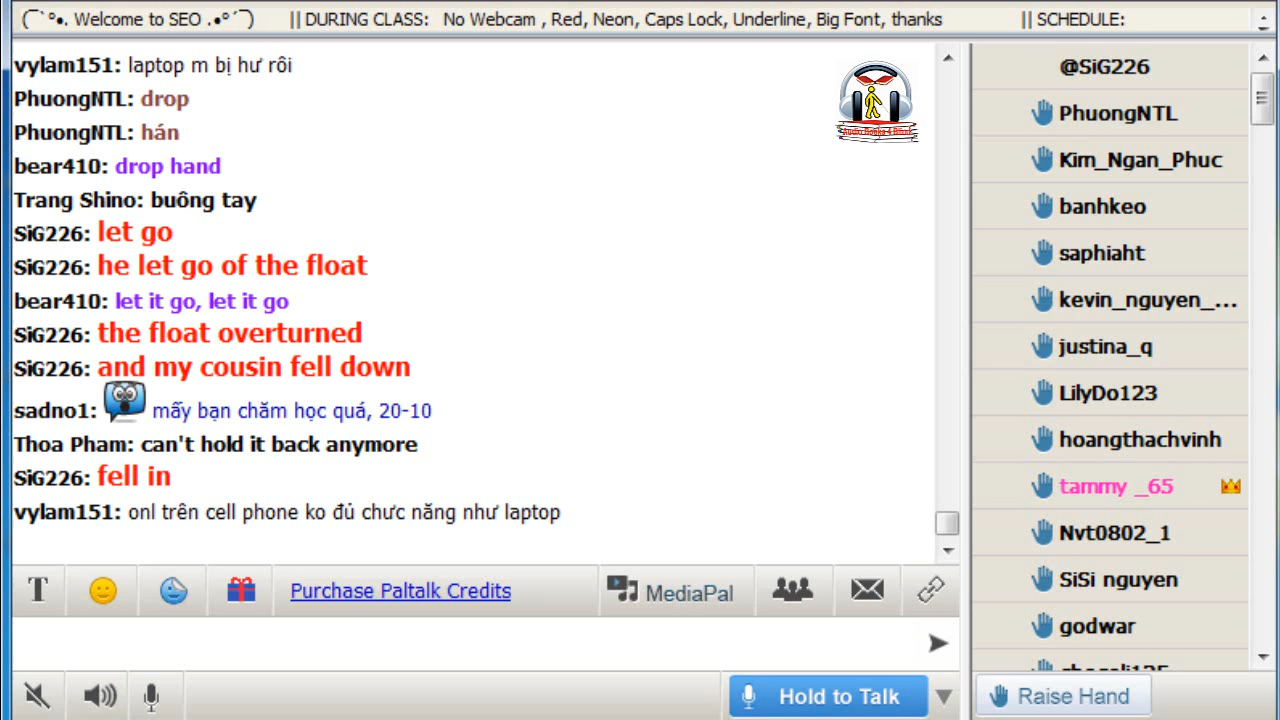 (¯`°•. Welcome to SEO .•°´¯) || DURING CLASS: No Webcam , Red, Neon, Caps Lock, Underline, Big Font, thanks || SCHEDULE:
vylam151: laptop m bị hư rôi
PhuongNTL: drop
PhuongNTL: hán
bear410: drop hand
Trang Shino: buông tay
SiG226: let go
SiG226: he let go of the float
bear410: let it go, let it go
SiG226: the float overturned
SiG226: and my cousin fell down
sadno1: mấy bạn chăm học quá, 20-10
Thoa Pham: can't hold it back anymore
SiG226: fell in
vylam151: onl trên cell phone ko đủ chưc năng như laptop
T
Purchase Paltalk Credits
MediaPal
Hold to Talk
@SiG226
PhuongNTL
Kim_Ngan_Phuc
banhkeo
saphiaht
kevin_nguyen_...
justina_q
LilyDo123
hoangthachvinh
tammy _65
Nvt0802_1
SiSi nguyen
godwar
Raise Hand